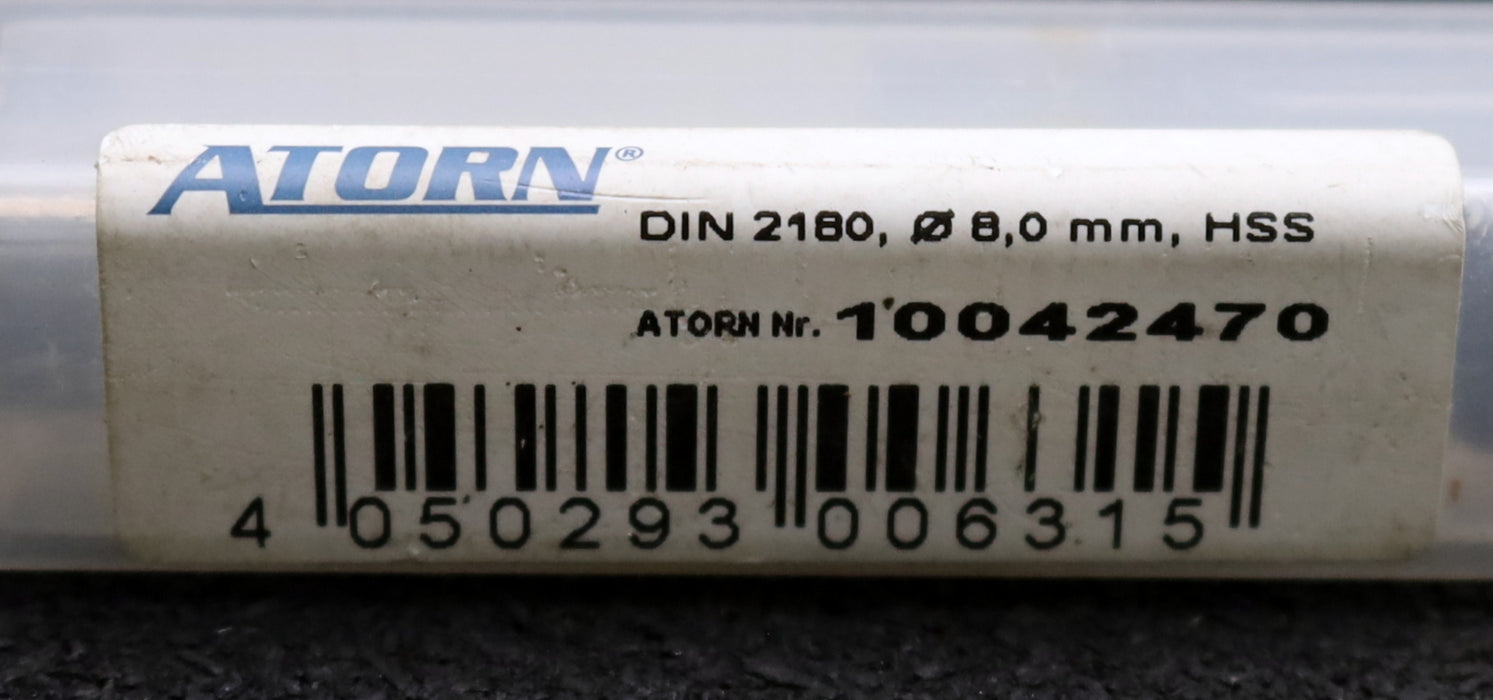 ATORN®
DIN 2180, Ø 8,0 mm, HSS
ATORN Nr. 10042470
4 050293 006315